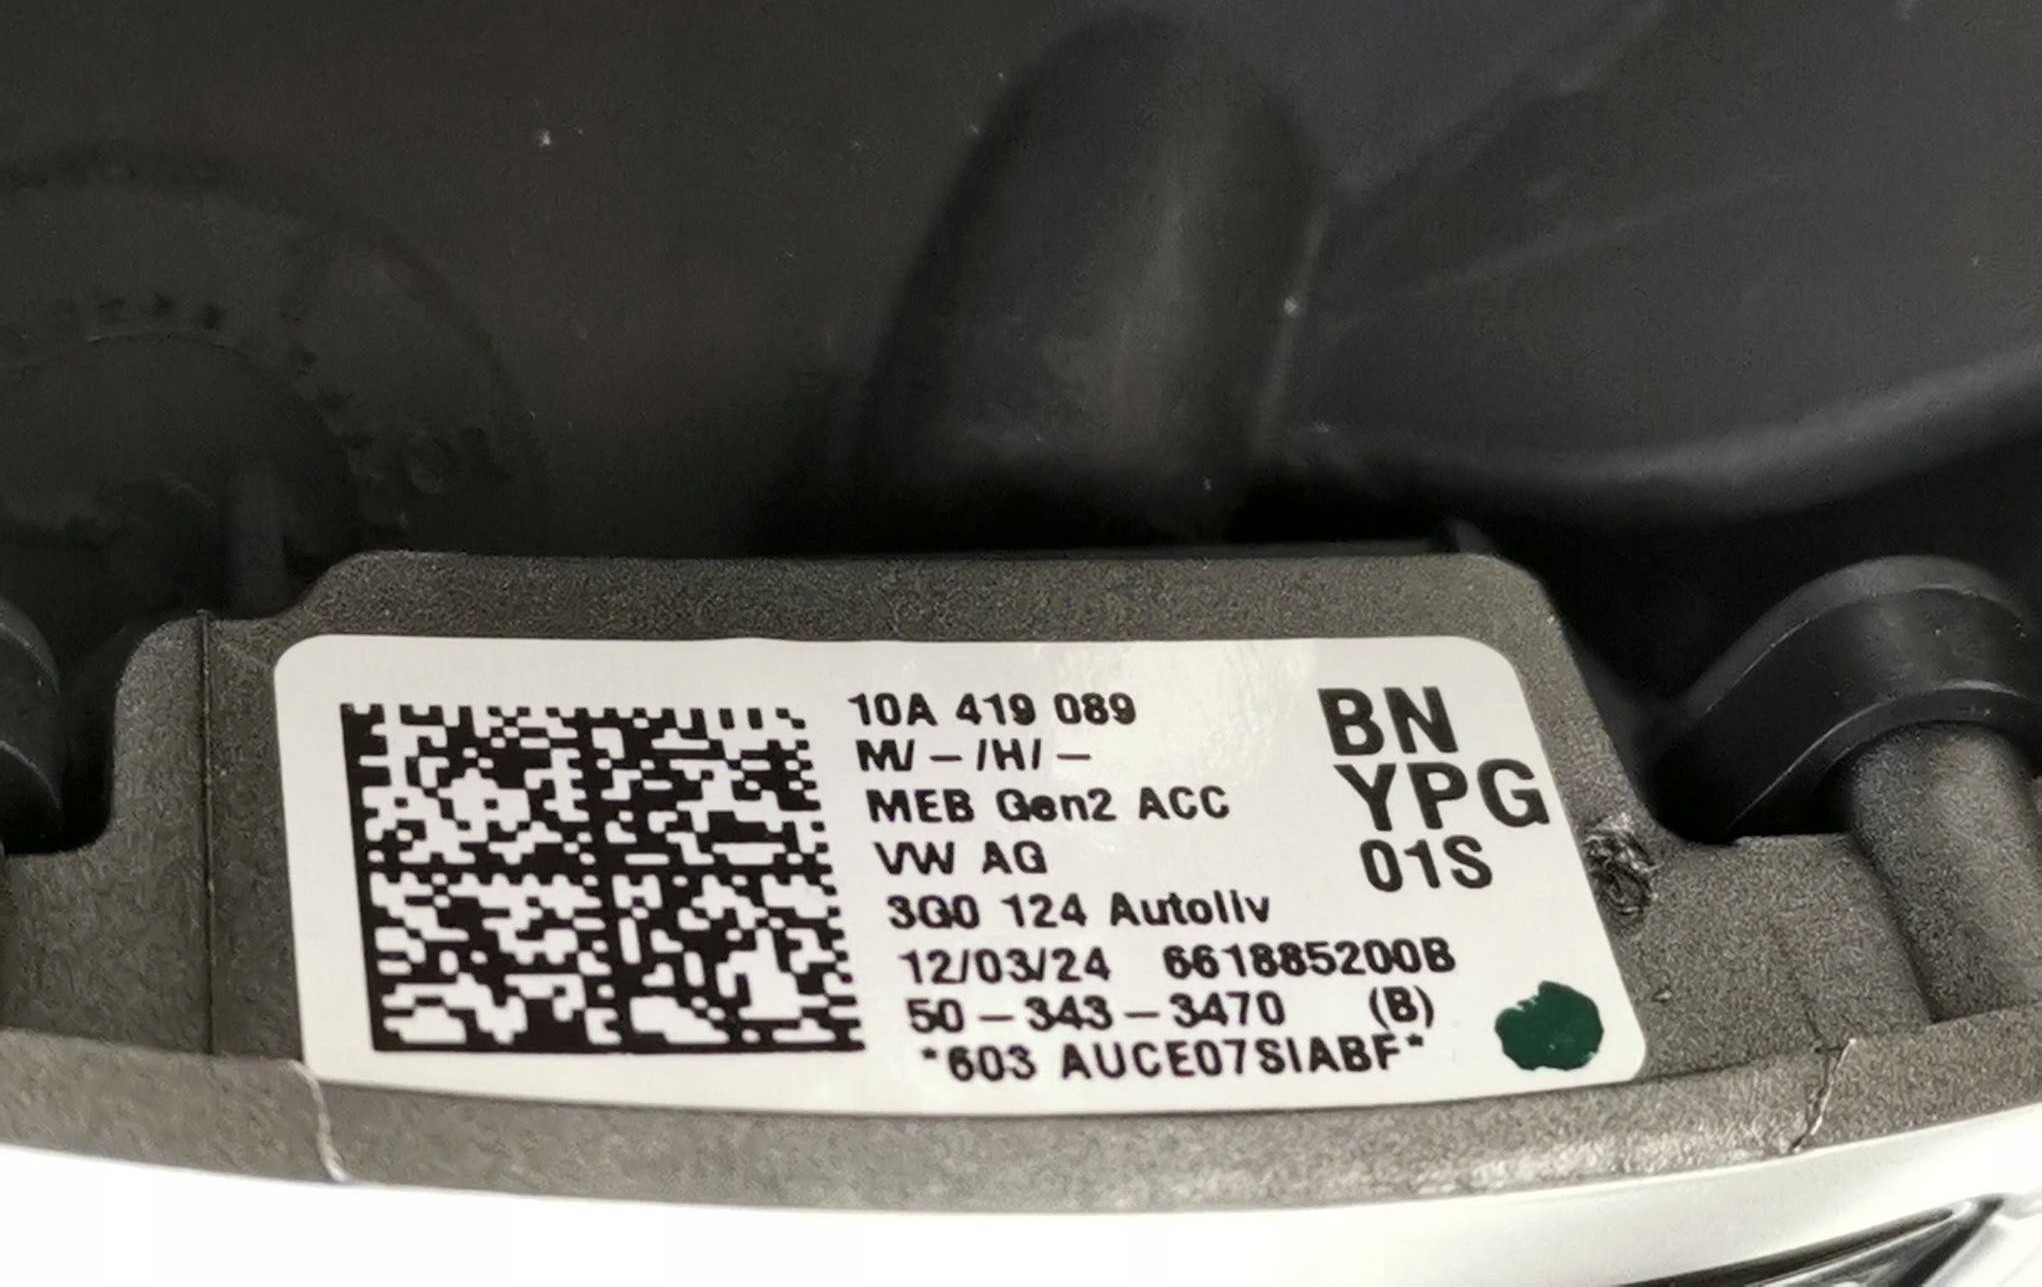 10A 419 089
M/-/H/-
MEB Gen2 ACC
VW AG
3G0 124 Autoliv
12/03/24 661885200B
50-343-3470 (B)
*603 AUCE07SIABF*
BN
YPG
01S